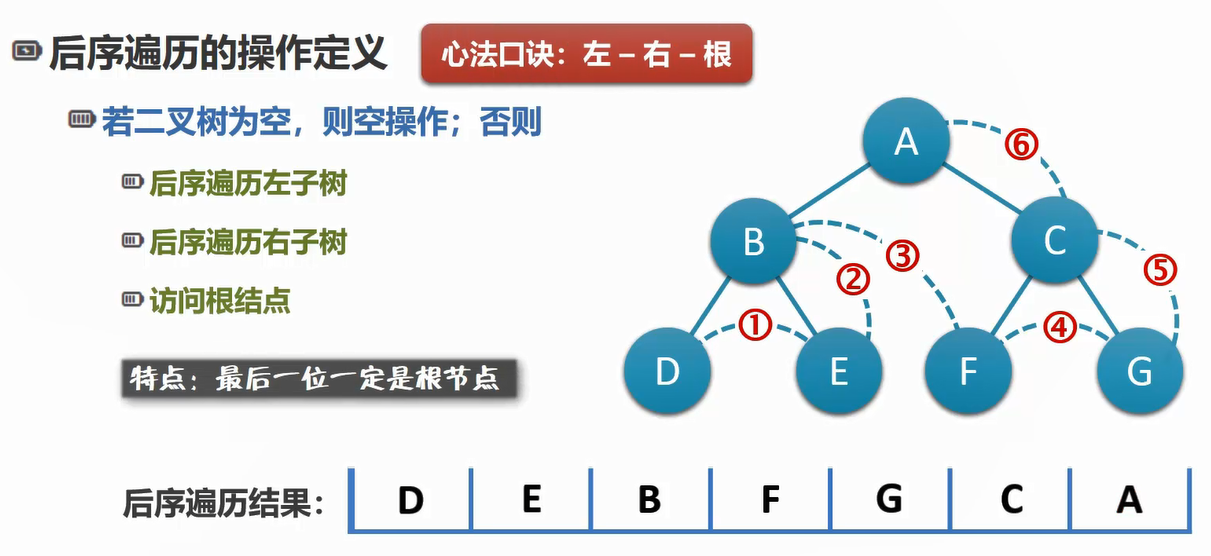 后序遍历的操作定义
心法口诀：左 – 右 – 根
若二叉树为空，则空操作；否则
后序遍历左子树
后序遍历右子树
访问根结点
特点：最后一位一定是根节点
A
⑥
B
③
C
②
⑤
①
④
D
E
F
G
后序遍历结果：
D E B F G C A